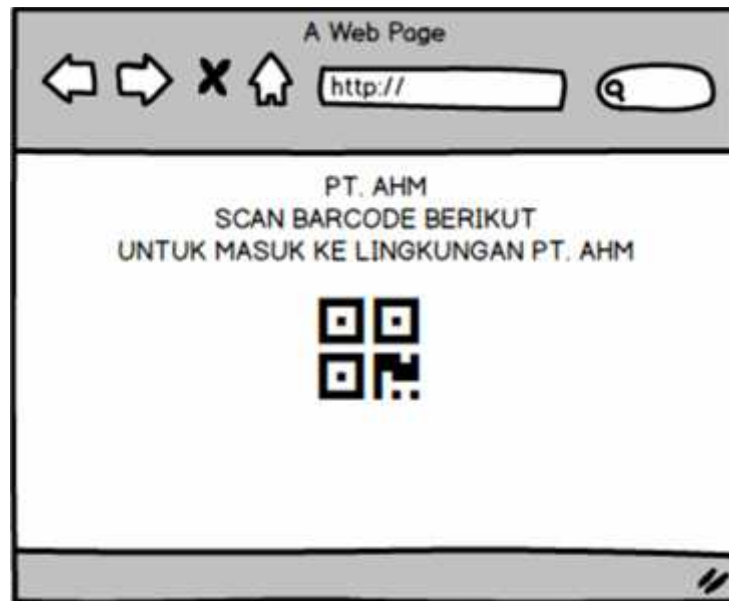 A Web Page
http://
PT. AHM
SCAN BARCODE BERIKUT
UNTUK MASUK KE LINGKUNGAN PT. AHM